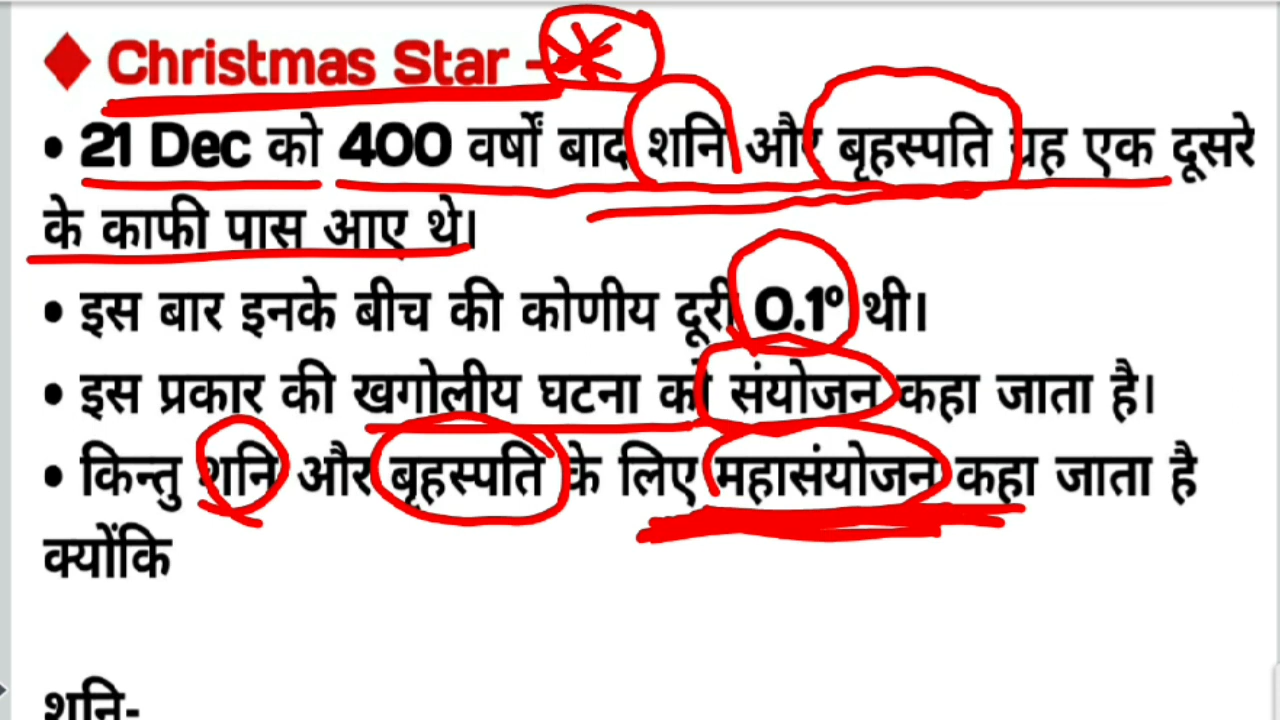 ◆ Christmas Star -
• 21 Dec को 400 वर्षों बाद शनि और बृहस्पति ग्रह एक दूसरे
के काफी पास आए थे।
• इस बार इनके बीच की कोणीय दूरी 0.1° थी।
• इस प्रकार की खगोलीय घटना को संयोजन कहा जाता है।
• किन्तु शनि और बृहस्पति के लिए महासंयोजन कहा जाता है
क्योंकि
शनि-